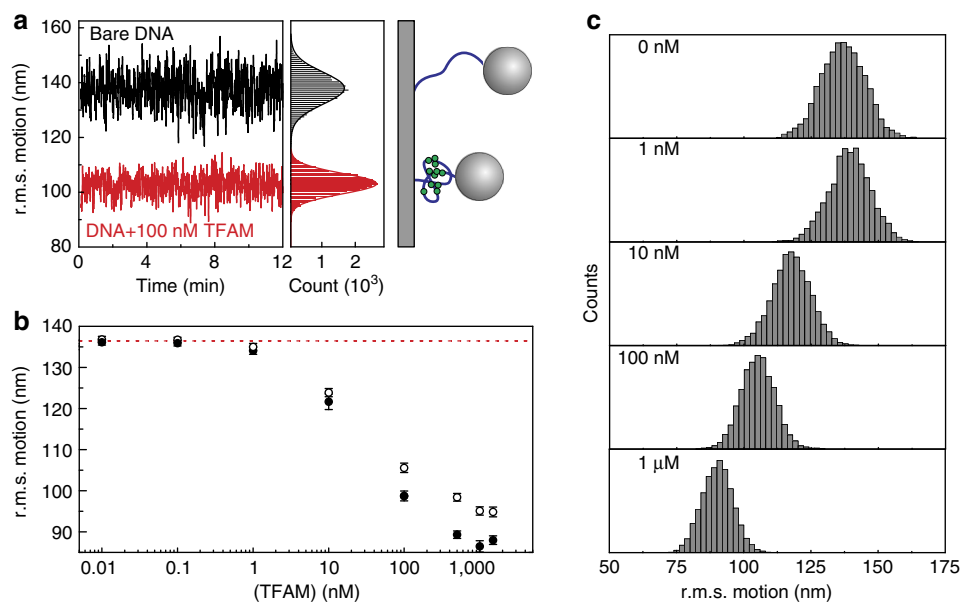 a
160
140
120
100
80
r.m.s. motion (nm)
Bare DNA
DNA+100 nM TFAM
0 4 8 12
Time (min)
1 2
Count (10³)
b
140
130
120
110
100
90
r.m.s. motion (nm)
0.01 0.1 1 10 100 1,000
(TFAM) (nM)
c
0 nM
1 nM
10 nM
100 nM
1 μM
Counts
50 75 100 125 150 175
r.m.s. motion (nm)